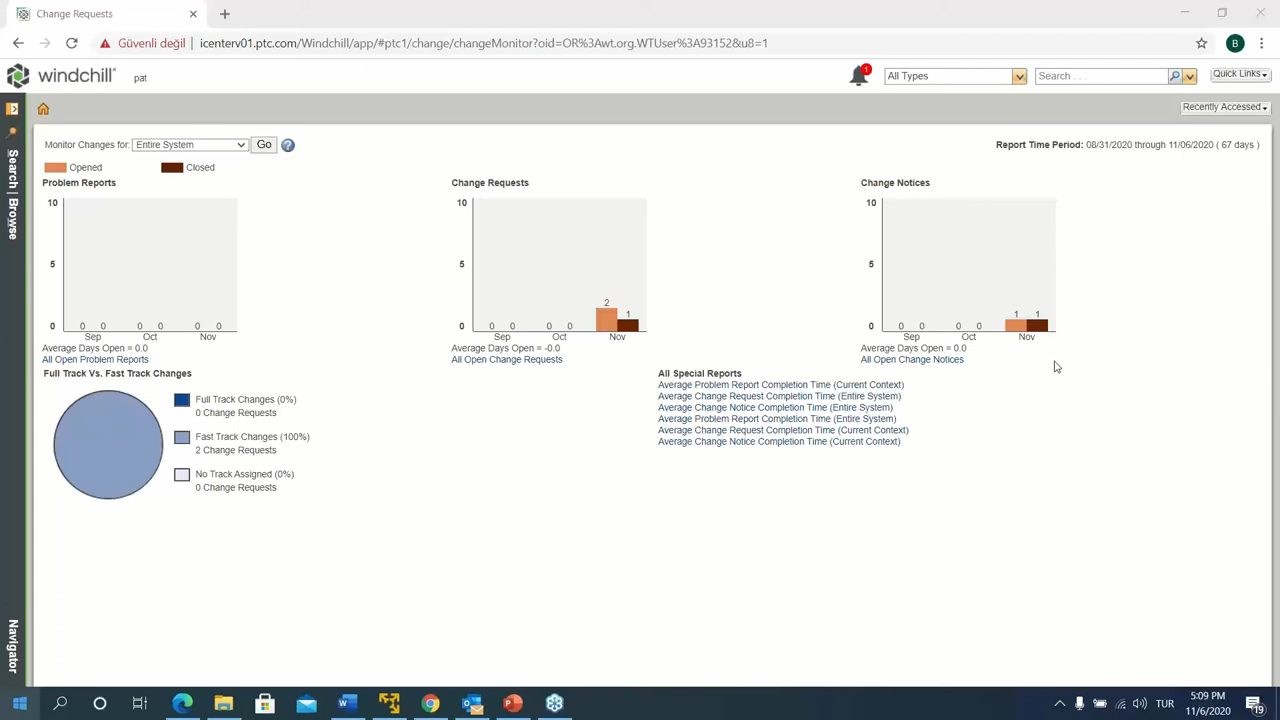 Change Requests
Güvenli değil icenterv01.ptc.com/Windchill/app/#ptc1/change/changeMonitor?oid=OR%3Awt.org.WTUser%3A93152&u8=1
B
windchill pat
1
All Types
Search . . .
Quick Links
Recently Accessed
Search | Browse
Navigator
Monitor Changes for: Entire System Go ?
Report Time Period: 08/31/2020 through 11/06/2020 ( 67 days )
Opened Closed
Problem Reports
10
5
0
0 0 0 0 0 0
Sep Oct Nov
Average Days Open = 0.0
All Open Problem Reports
Change Requests
10
5
0
0 0 0 0 2 1
Sep Oct Nov
Average Days Open = -0.0
All Open Change Requests
Change Notices
10
5
0
0 0 0 0 1 1
Sep Oct Nov
Average Days Open = 0.0
All Open Change Notices
Full Track Vs. Fast Track Changes
Full Track Changes (0%)
0 Change Requests
Fast Track Changes (100%)
2 Change Requests
No Track Assigned (0%)
0 Change Requests
All Special Reports
Average Problem Report Completion Time (Current Context)
Average Change Request Completion Time (Entire System)
Average Change Notice Completion Time (Entire System)
Average Problem Report Completion Time (Entire System)
Average Change Request Completion Time (Current Context)
Average Change Notice Completion Time (Current Context)
TUR
5:09 PM
11/6/2020
19